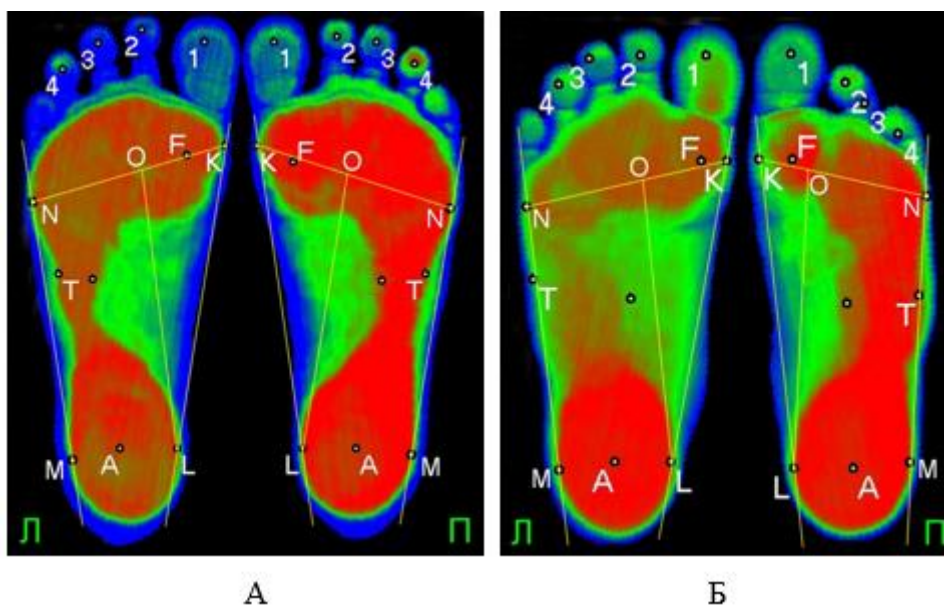 4 3 2 1 1 2 3 4 4 3 2 1 1 2 3 4
O F K K F O O F K K F O
N N N N
T T T T
M A L L A M M A L L A M
Л П Л П
А Б